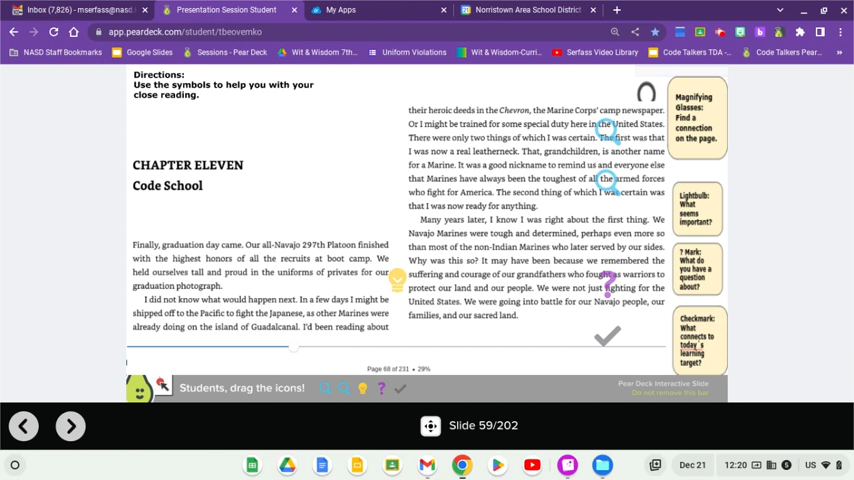 Inbox (7,826) - mserfass@nasd.
Presentation Session Student
My Apps
Norristown Area School District
app.peardeck.com/student/tbeovemko
NASD Staff Bookmarks
Google Slides
Sessions - Pear Deck
Wit & Wisdom 7th...
Uniform Violations
Wit & Wisdom-Curri...
Serfass Video Library
Code Talkers TDA -...
Code Talkers Pear...
Directions:
Use the symbols to help you with your
close reading.
CHAPTER ELEVEN
Code School
Finally, graduation day came. Our all-Navajo 297th Platoon finished
with the highest honors of all the recruits at boot camp. We
held ourselves tall and proud in the uniforms of privates for our
graduation photograph.
I did not know what would happen next. In a few days I might be
shipped off to the Pacific to fight the Japanese, as other Marines were
already doing on the island of Guadalcanal. I'd been reading about
their heroic deeds in the Chevron, the Marine Corps' camp newspaper.
Or I might be trained for some special duty here in the United States.
There were only two things of which I was certain. The first was that
I was now a real leatherneck. That, grandchildren, is another name
for a Marine. It was a good nickname to remind us and everyone else
that Marines have always been the toughest of all the armed forces
who fight for America. The second thing of which I was certain was
that I was now ready for anything.
Many years later, I know I was right about the first thing. We
Navajo Marines were tough and determined, perhaps even more so
than most of the non-Indian Marines who later served by our sides.
Why was this so? It may have been because we remembered the
suffering and courage of our grandfathers who fought as warriors to
protect our land and our people. We were not just fighting for the
United States. We were going into battle for our Navajo people, our
families, and our sacred land.
Magnifying
Glasses:
Find a
connection
on the page.
Lightbulb:
What
seems
important?
? Mark:
What do
you have a
question
about?
Checkmark:
What
connects to
today's
learning
target?
Page 68 of 231 • 29%
Students, drag the icons!
Pear Deck Interactive Slide
Do not remove this bar
Slide 59/202
Dec 21
12:20
US